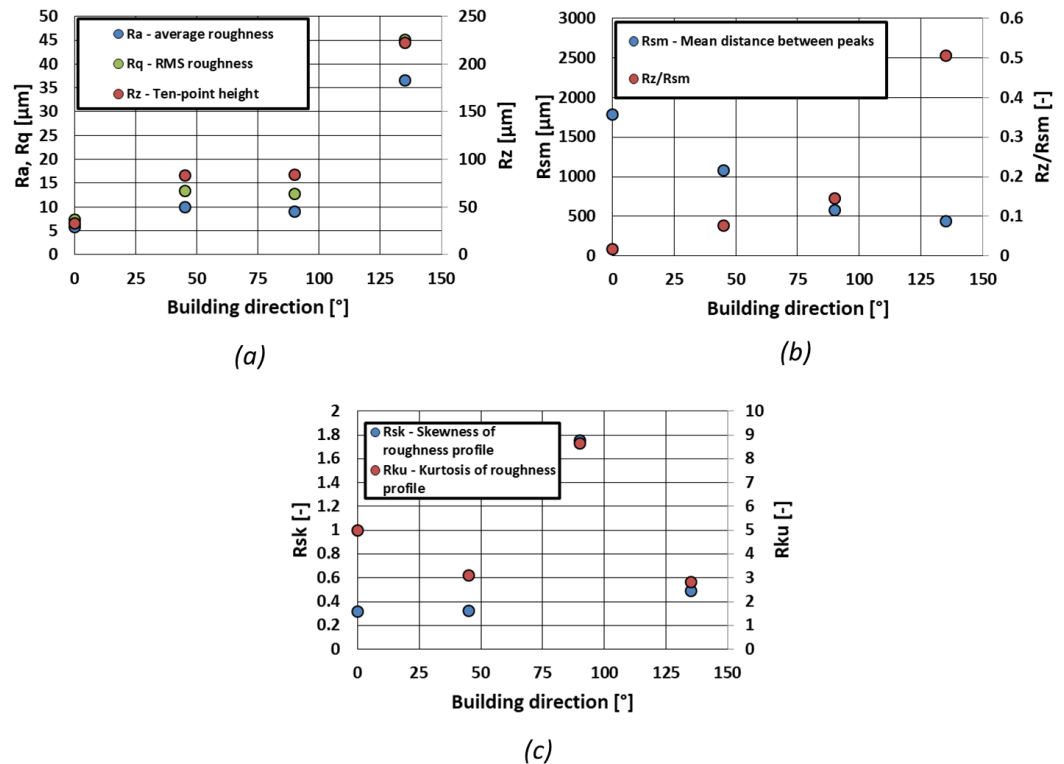 50
45
40
35
30
25
20
15
10
5
0
Ra, Rq [µm]
Ra - average roughness
Rq - RMS roughness
Rz - Ten-point height
250
200
150
100
50
0
Rz [µm]
0 25 50 75 100 125 150
Building direction [°]
(a)
3000
2500
2000
1500
1000
500
0
Rsm [µm]
Rsm - Mean distance between peaks
Rz/Rsm
0.6
0.5
0.4
0.3
0.2
0.1
0
Rz/Rsm [-]
0 25 50 75 100 125 150
Building direction [°]
(b)
2
1.8
1.6
1.4
1.2
1
0.8
0.6
0.4
0.2
0
Rsk [-]
Rsk - Skewness of
roughness profile
Rku - Kurtosis of roughness
profile
10
9
8
7
6
5
4
3
2
1
0
Rku [-]
0 25 50 75 100 125 150
Building direction [°]
(c)